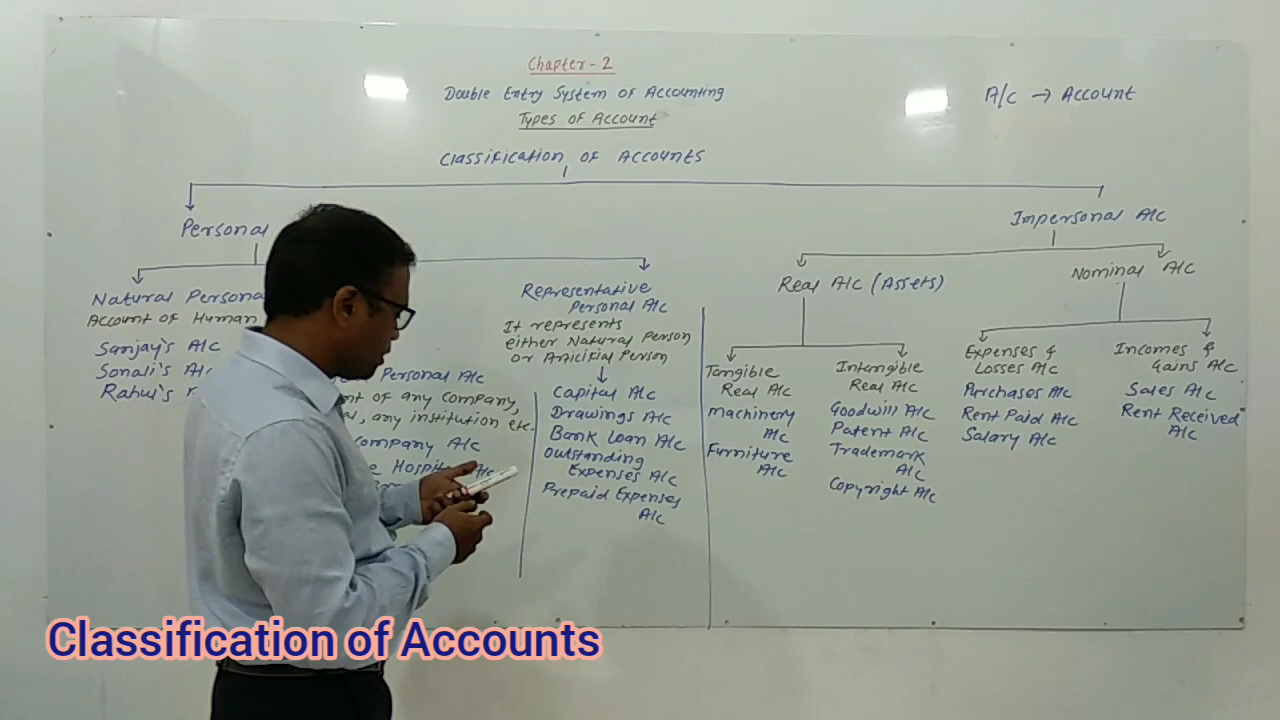 Chapter-2
Double Entry System of Accounting
Types of Account
A/c → Account
Classification of Accounts
Personal
Natural Persona
Account of Human
Sanjay's A/c
Sonali's A/c
Rahul's
Personal A/c
of any company,
, any institution etc.
Company A/c
Hospital A/c
Representative
Personal A/c
It represents
either Natural Person
or Artificial Person
Capital A/c
Drawings A/c
Bank Loan A/c
Outstanding
Expenses A/c
Prepaid Expenses
A/c
Impersonal A/c
Real A/c (Assets)
Tangible
Real A/c
Machinery
A/c
Furniture
A/c
Intangible
Real A/c
Goodwill A/c
Patent A/c
Trademark
A/c
Copyright A/c
Nominal A/c
Expenses &
Losses A/c
Purchases A/c
Rent Paid A/c
Salary A/c
Incomes &
Gains A/c
Sales A/c
Rent Received
A/c
Classification of Accounts